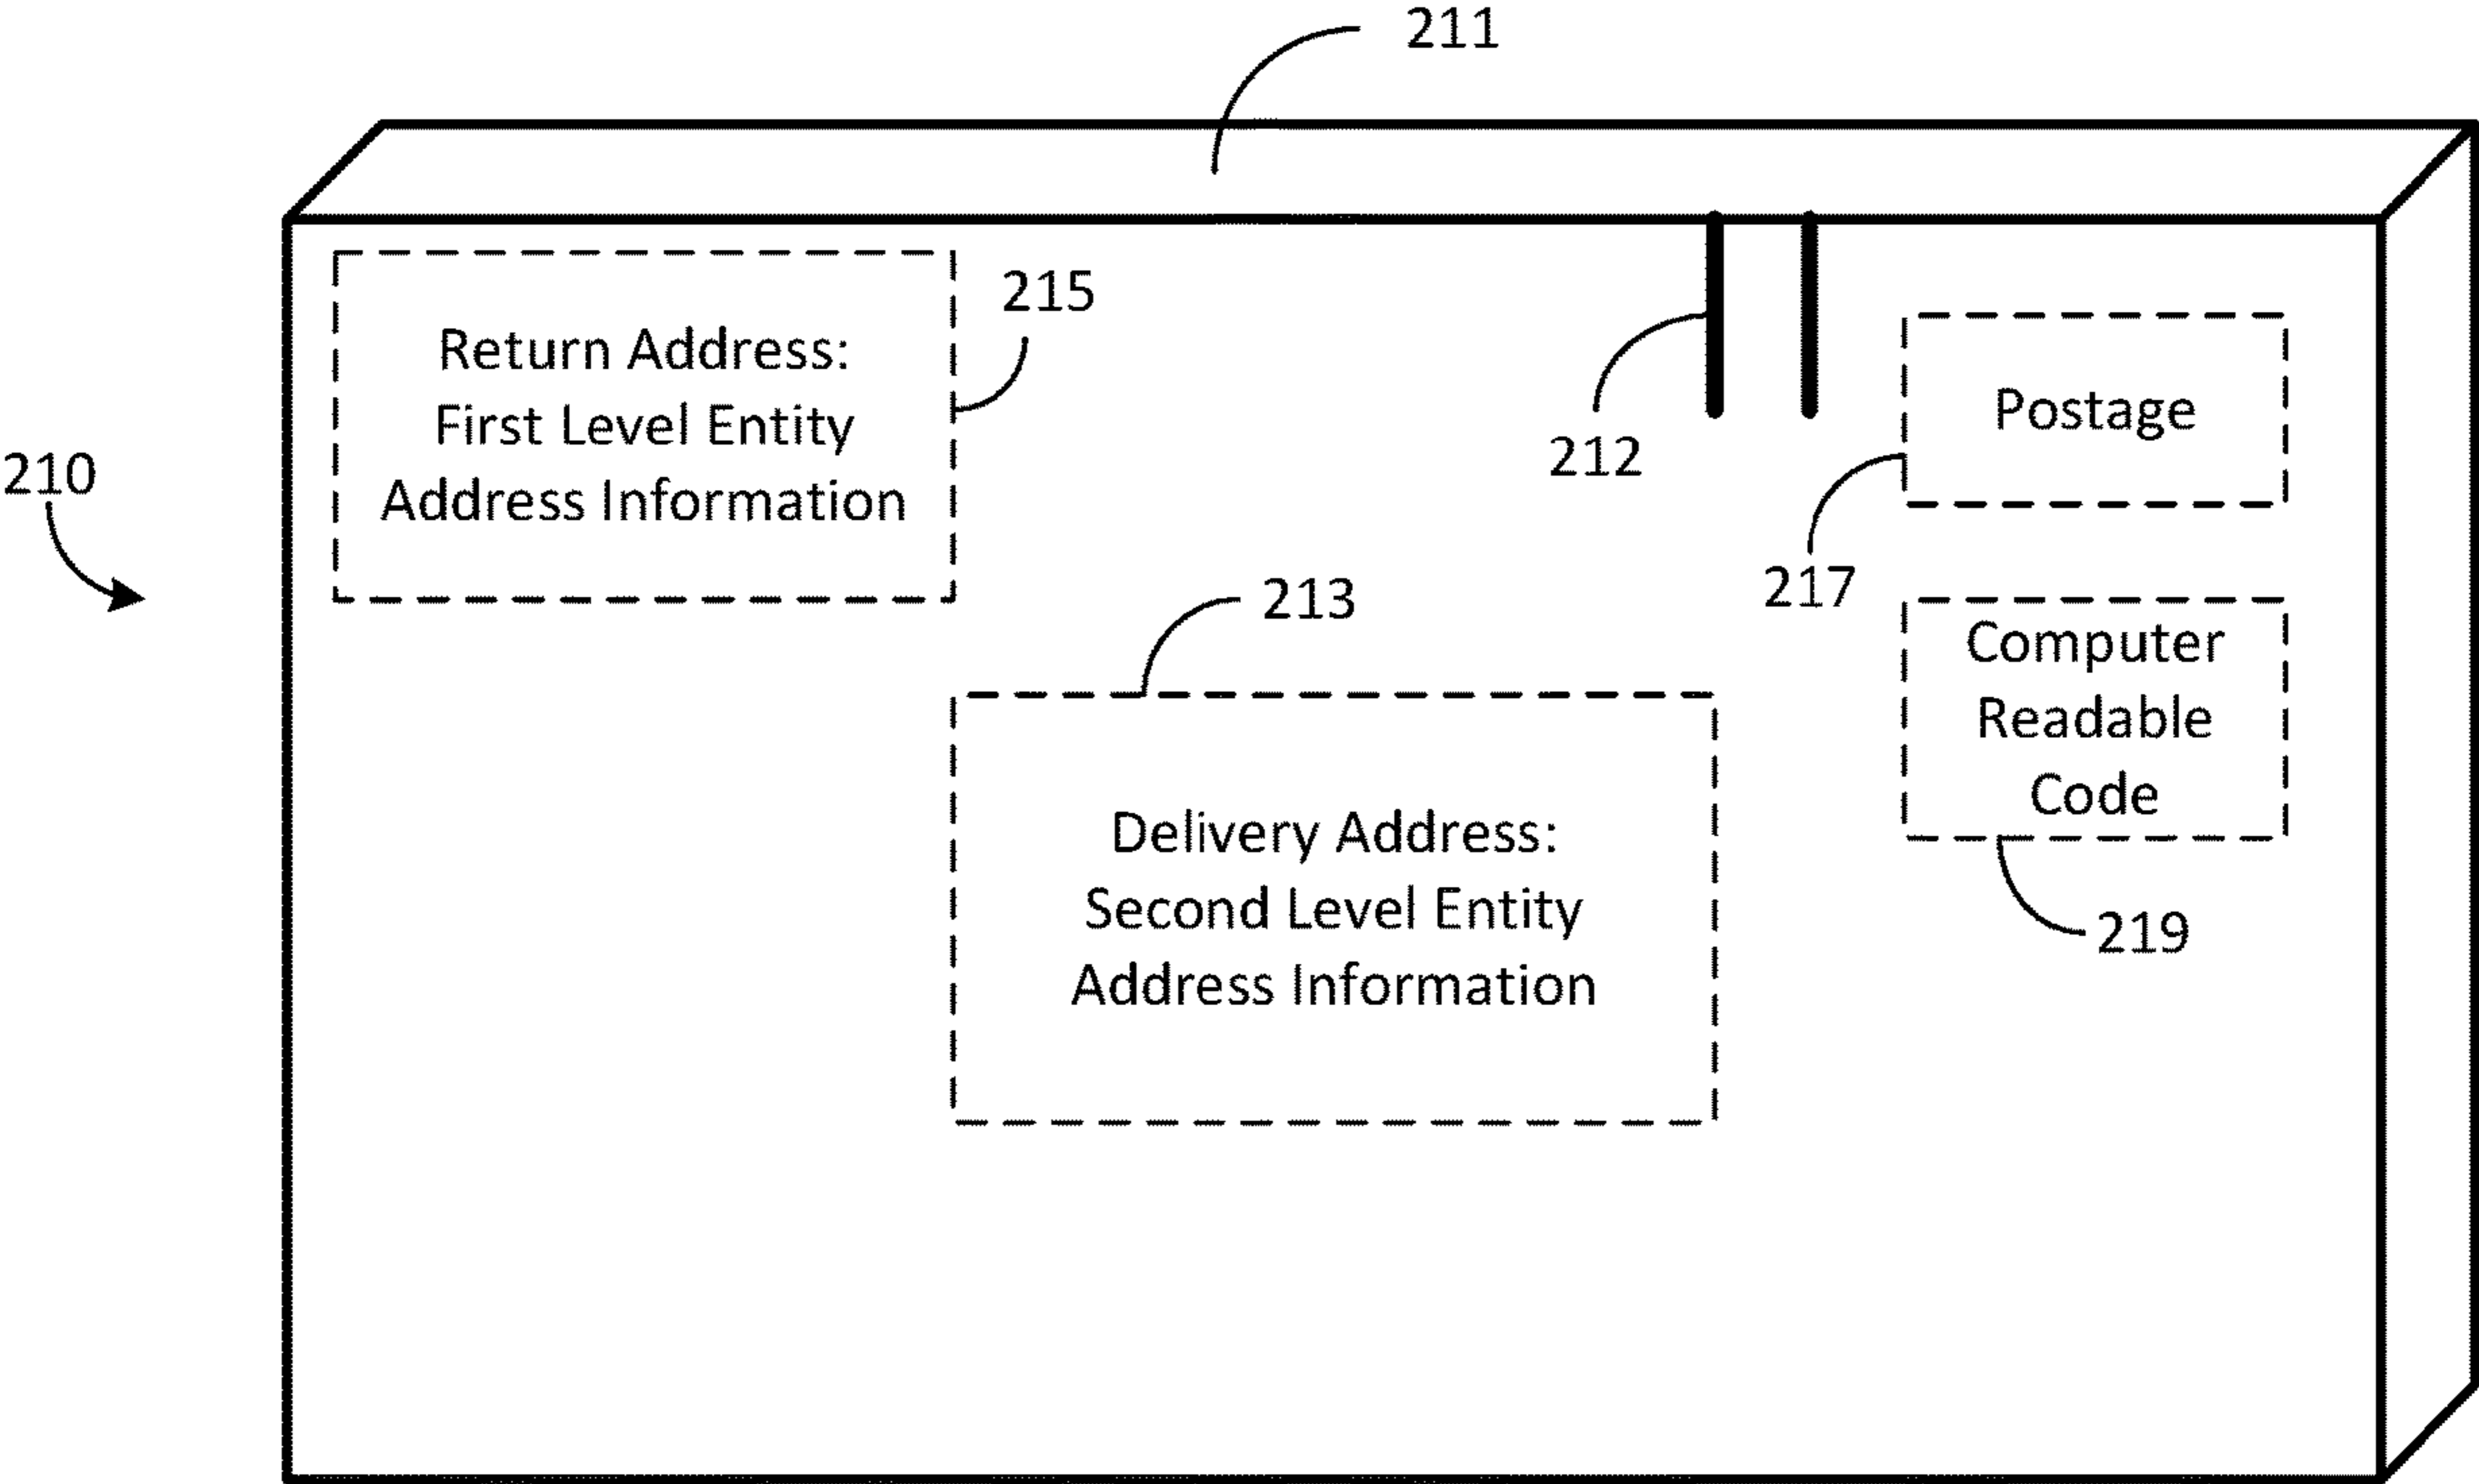 211
215
Return Address:
First Level Entity
Address Information
Postage
212
210
217
213
Computer
Readable
Code
Delivery Address:
Second Level Entity
Address Information
219